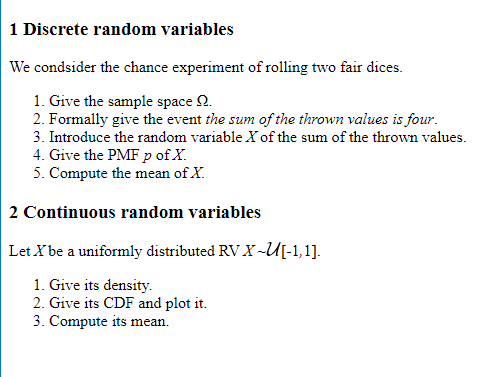 1 Discrete random variables
We condsider the chance experiment of rolling two fair dices.
1. Give the sample space Ω.
2. Formally give the event the sum of the thrown values is four.
3. Introduce the random variable X of the sum of the thrown values.
4. Give the PMF p of X.
5. Compute the mean of X.
2 Continuous random variables
Let X be a uniformly distributed RV X~𝒰[-1,1].
1. Give its density.
2. Give its CDF and plot it.
3. Compute its mean.